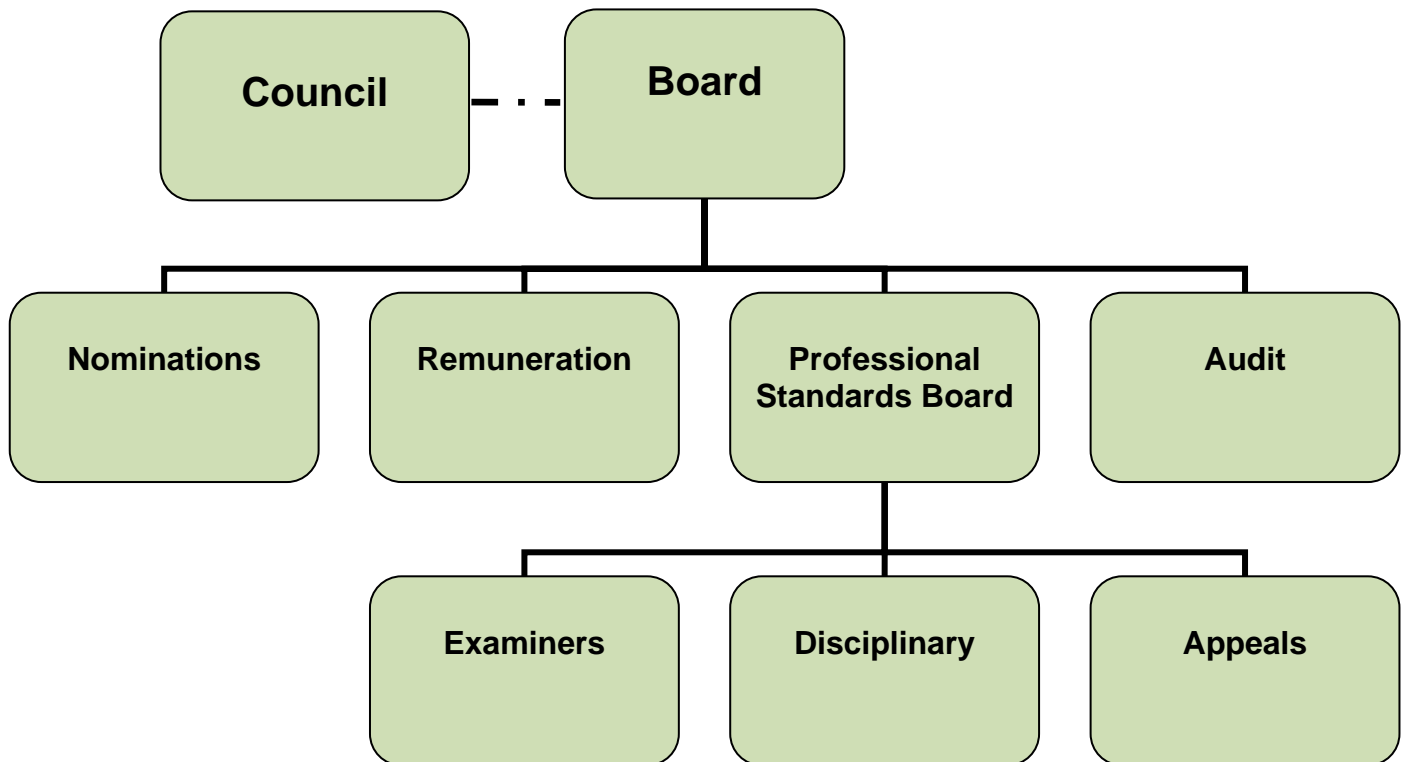 Council
Board
Nominations
Remuneration
Professional
Standards Board
Audit
Examiners
Disciplinary
Appeals